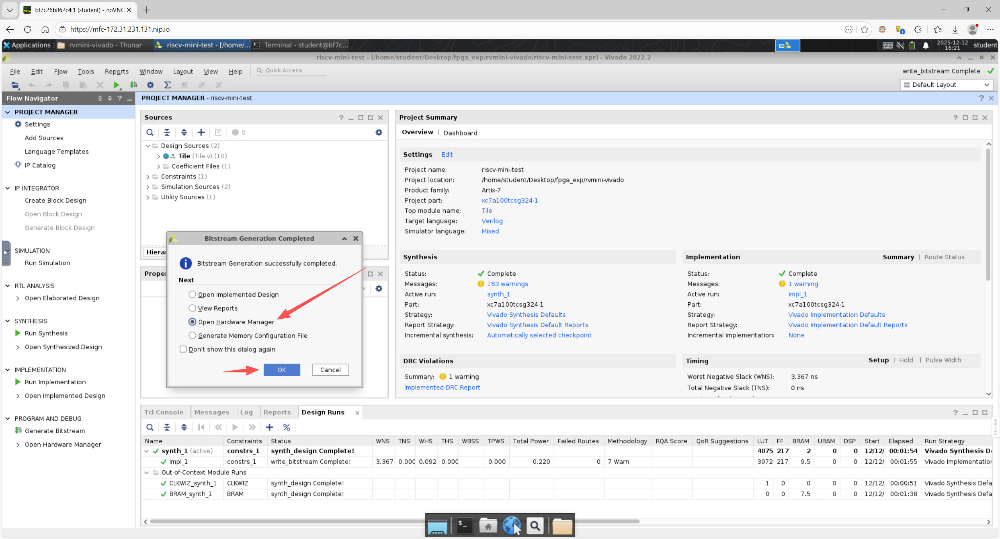 bf7c26b862c4:1 (student) - noVNC
https://mfc-172.31.231.131.nip.io
Applications
rvmini-vivado - Thunar
riscv-mini-test - [/home/...
Terminal - student@bf7c...
2025-12-12
16:21
student
riscv-mini-test - [/home/student/Desktop/fpga_exp/rvmini-vivado/riscv-mini-test.xpr] - Vivado 2022.2
File Edit Flow Tools Reports Window Layout View Help
Quick Access
write_bitstream Complete
Default Layout
Flow Navigator
PROJECT MANAGER - riscv-mini-test
PROJECT MANAGER
Settings
Add Sources
Language Templates
IP Catalog
IP INTEGRATOR
Create Block Design
Open Block Design
Generate Block Design
SIMULATION
Run Simulation
RTL ANALYSIS
Open Elaborated Design
SYNTHESIS
Run Synthesis
Open Synthesized Design
IMPLEMENTATION
Run Implementation
Open Implemented Design
PROGRAM AND DEBUG
Generate Bitstream
Open Hardware Manager
Sources
0
Design Sources (2)
Tile (Tile.v) (10)
Coefficient Files (1)
Constraints (1)
Simulation Sources (2)
Utility Sources (1)
Hierar
Proper
Bitstream Generation Completed
Bitstream Generation successfully completed.
Next
Open Implemented Design
View Reports
Open Hardware Manager
Generate Memory Configuration File
Don't show this dialog again
OK
Cancel
Project Summary
Overview | Dashboard
Settings Edit
Project name: riscv-mini-test
Project location: /home/student/Desktop/fpga_exp/rvmini-vivado
Product family: Artix-7
Project part: xc7a100tcsg324-1
Top module name: Tile
Target language: Verilog
Simulator language: Mixed
Synthesis
Status: Complete
Messages: 163 warnings
Active run: synth_1
Part: xc7a100tcsg324-1
Strategy: Vivado Synthesis Defaults
Report Strategy: Vivado Synthesis Default Reports
Incremental synthesis: Automatically selected checkpoint
Implementation Summary | Route Status
Status: Complete
Messages: 1 warning
Active run: impl_1
Part: xc7a100tcsg324-1
Strategy: Vivado Implementation Defaults
Report Strategy: Vivado Implementation Default Reports
Incremental implementation: None
DRC Violations
Summary: 1 warning
Implemented DRC Report
Timing Setup | Hold | Pulse Width
Worst Negative Slack (WNS): 3.367 ns
Total Negative Slack (TNS): 0 ns
Tcl Console Messages Log Reports Design Runs
Name Constraints Status WNS TNS WHS THS WBSS TPWS Total Power Failed Routes Methodology RQA Score QoR Suggestions LUT FF BRAM URAM DSP Start Elapsed Run Strategy
synth_1 (active) constrs_1 synth_design Complete! 4075 217 2 0 0 12/12/ 00:01:54 Vivado Synthesis De
impl_1 constrs_1 write_bitstream Complete! 3.367 0.000 0.092 0.000 0.000 0.220 0 7 Warn 3972 217 9.5 0 0 12/12/ 00:01:55 Vivado Implementation
Out-of-Context Module Runs
CLKWIZ_synth_1 CLKWIZ synth_design Complete! 1 0 0 0 0 12/12/ 00:00:51 Vivado Synthesis Defa
BRAM_synth_1 BRAM synth_design Complete! 0 0 7.5 0 0 12/12/ 00:01:38 Vivado Synthesis Defa